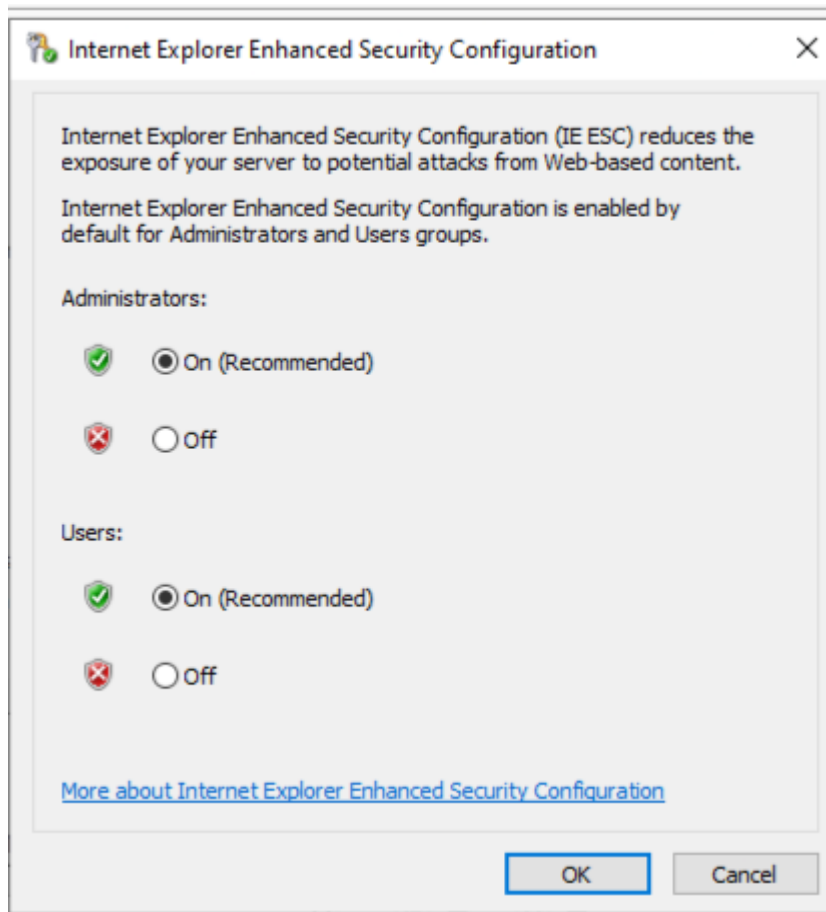 Internet Explorer Enhanced Security Configuration
Internet Explorer Enhanced Security Configuration (IE ESC) reduces the
exposure of your server to potential attacks from Web-based content.
Internet Explorer Enhanced Security Configuration is enabled by
default for Administrators and Users groups.
Administrators:
On (Recommended)
Off
Users:
On (Recommended)
Off
More about Internet Explorer Enhanced Security Configuration
OK Cancel